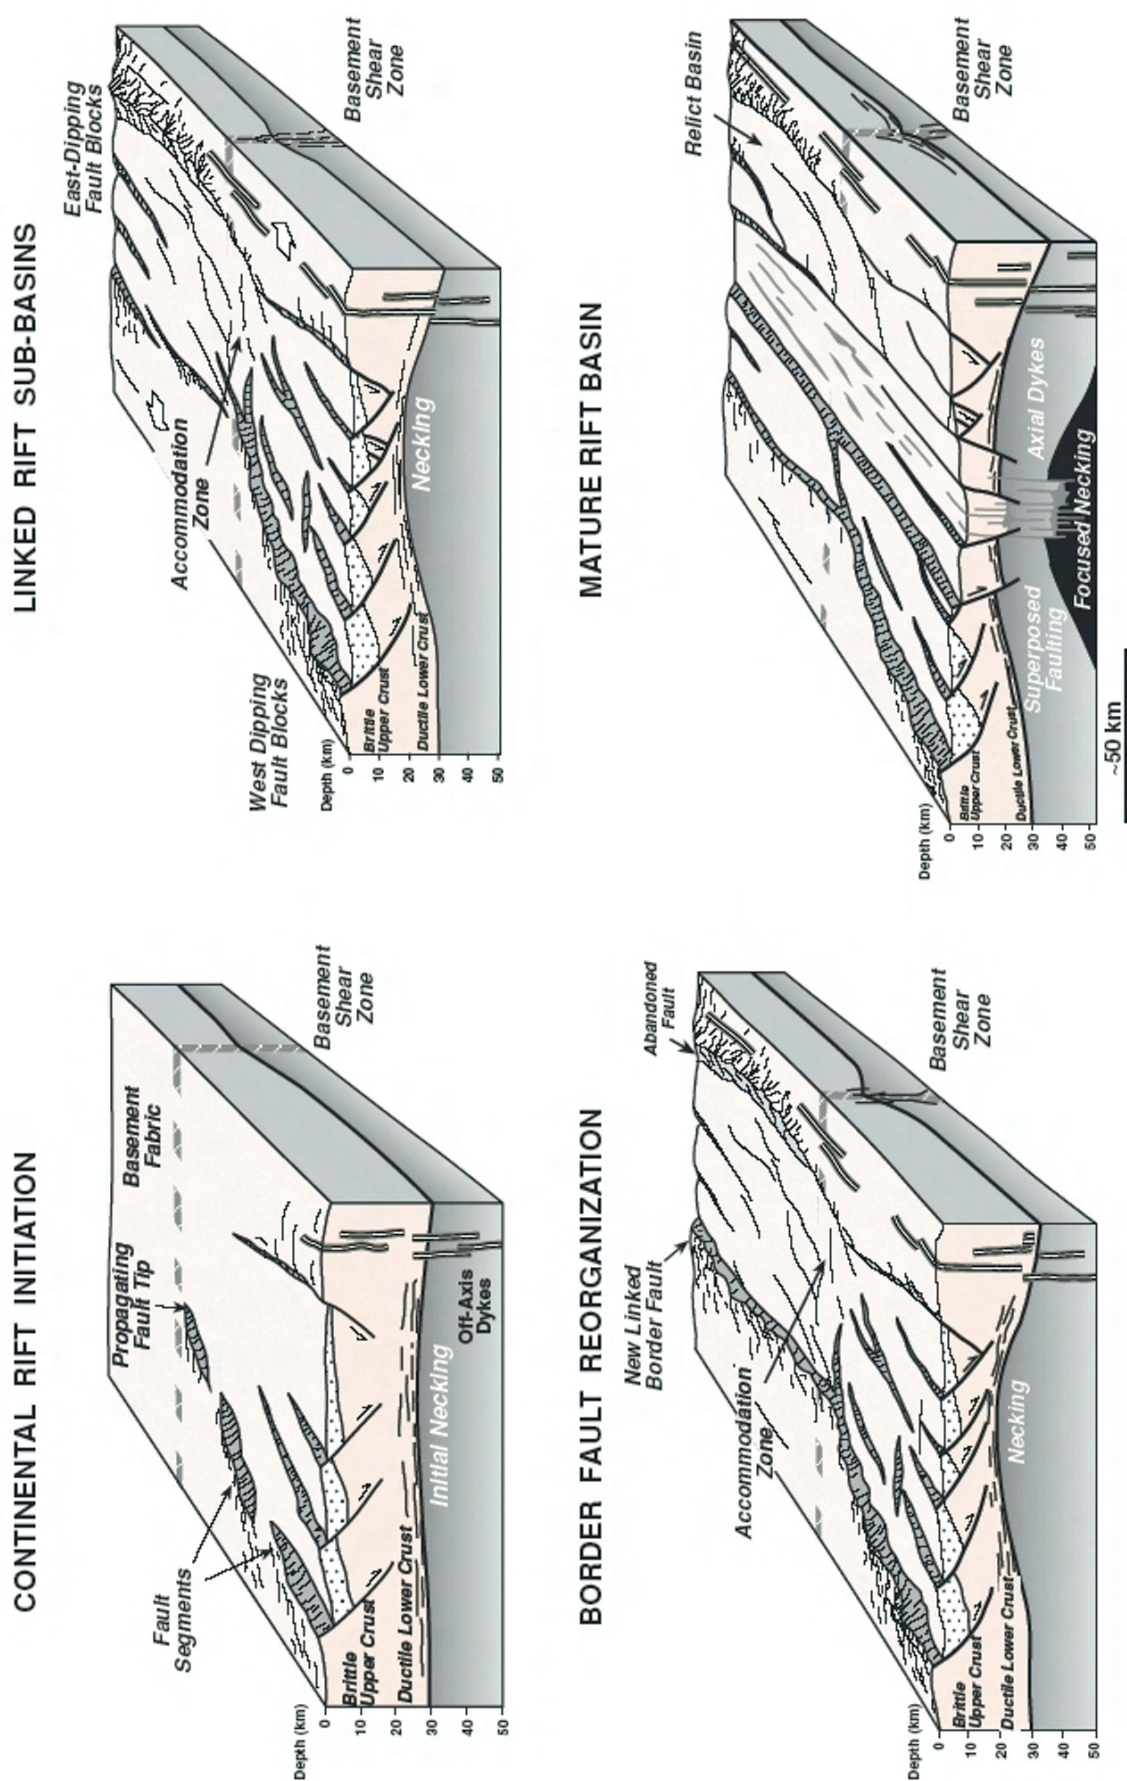 CONTINENTAL RIFT INITIATION
Fault
Segments
Propagating
Fault Tip
Basement
Fabric
Basement
Shear
Zone
Off-Axis
Dykes
Initial Necking
Brittle
Upper Crust
Ductile Lower Crust
Depth (km)
0
10
20
30
40
50
LINKED RIFT SUB-BASINS
East-Dipping
Fault Blocks
Accommodation
Zone
West Dipping
Fault Blocks
Basement
Shear
Zone
Necking
Brittle
Upper Crust
Ductile Lower Crust
Depth (km)
0
10
20
30
40
50
BORDER FAULT REORGANIZATION
Abandoned
Fault
New Linked
Border Fault
Accommodation
Zone
Basement
Shear
Zone
Necking
Brittle
Upper Crust
Ductile Lower Crust
Depth (km)
0
10
20
30
40
50
MATURE RIFT BASIN
Relict Basin
Basement
Shear
Zone
Axial Dykes
Superposed
Faulting
Focused Necking
Brittle
Upper Crust
Ductile Lower Crust
Depth (km)
0
10
20
30
40
50
~50 km